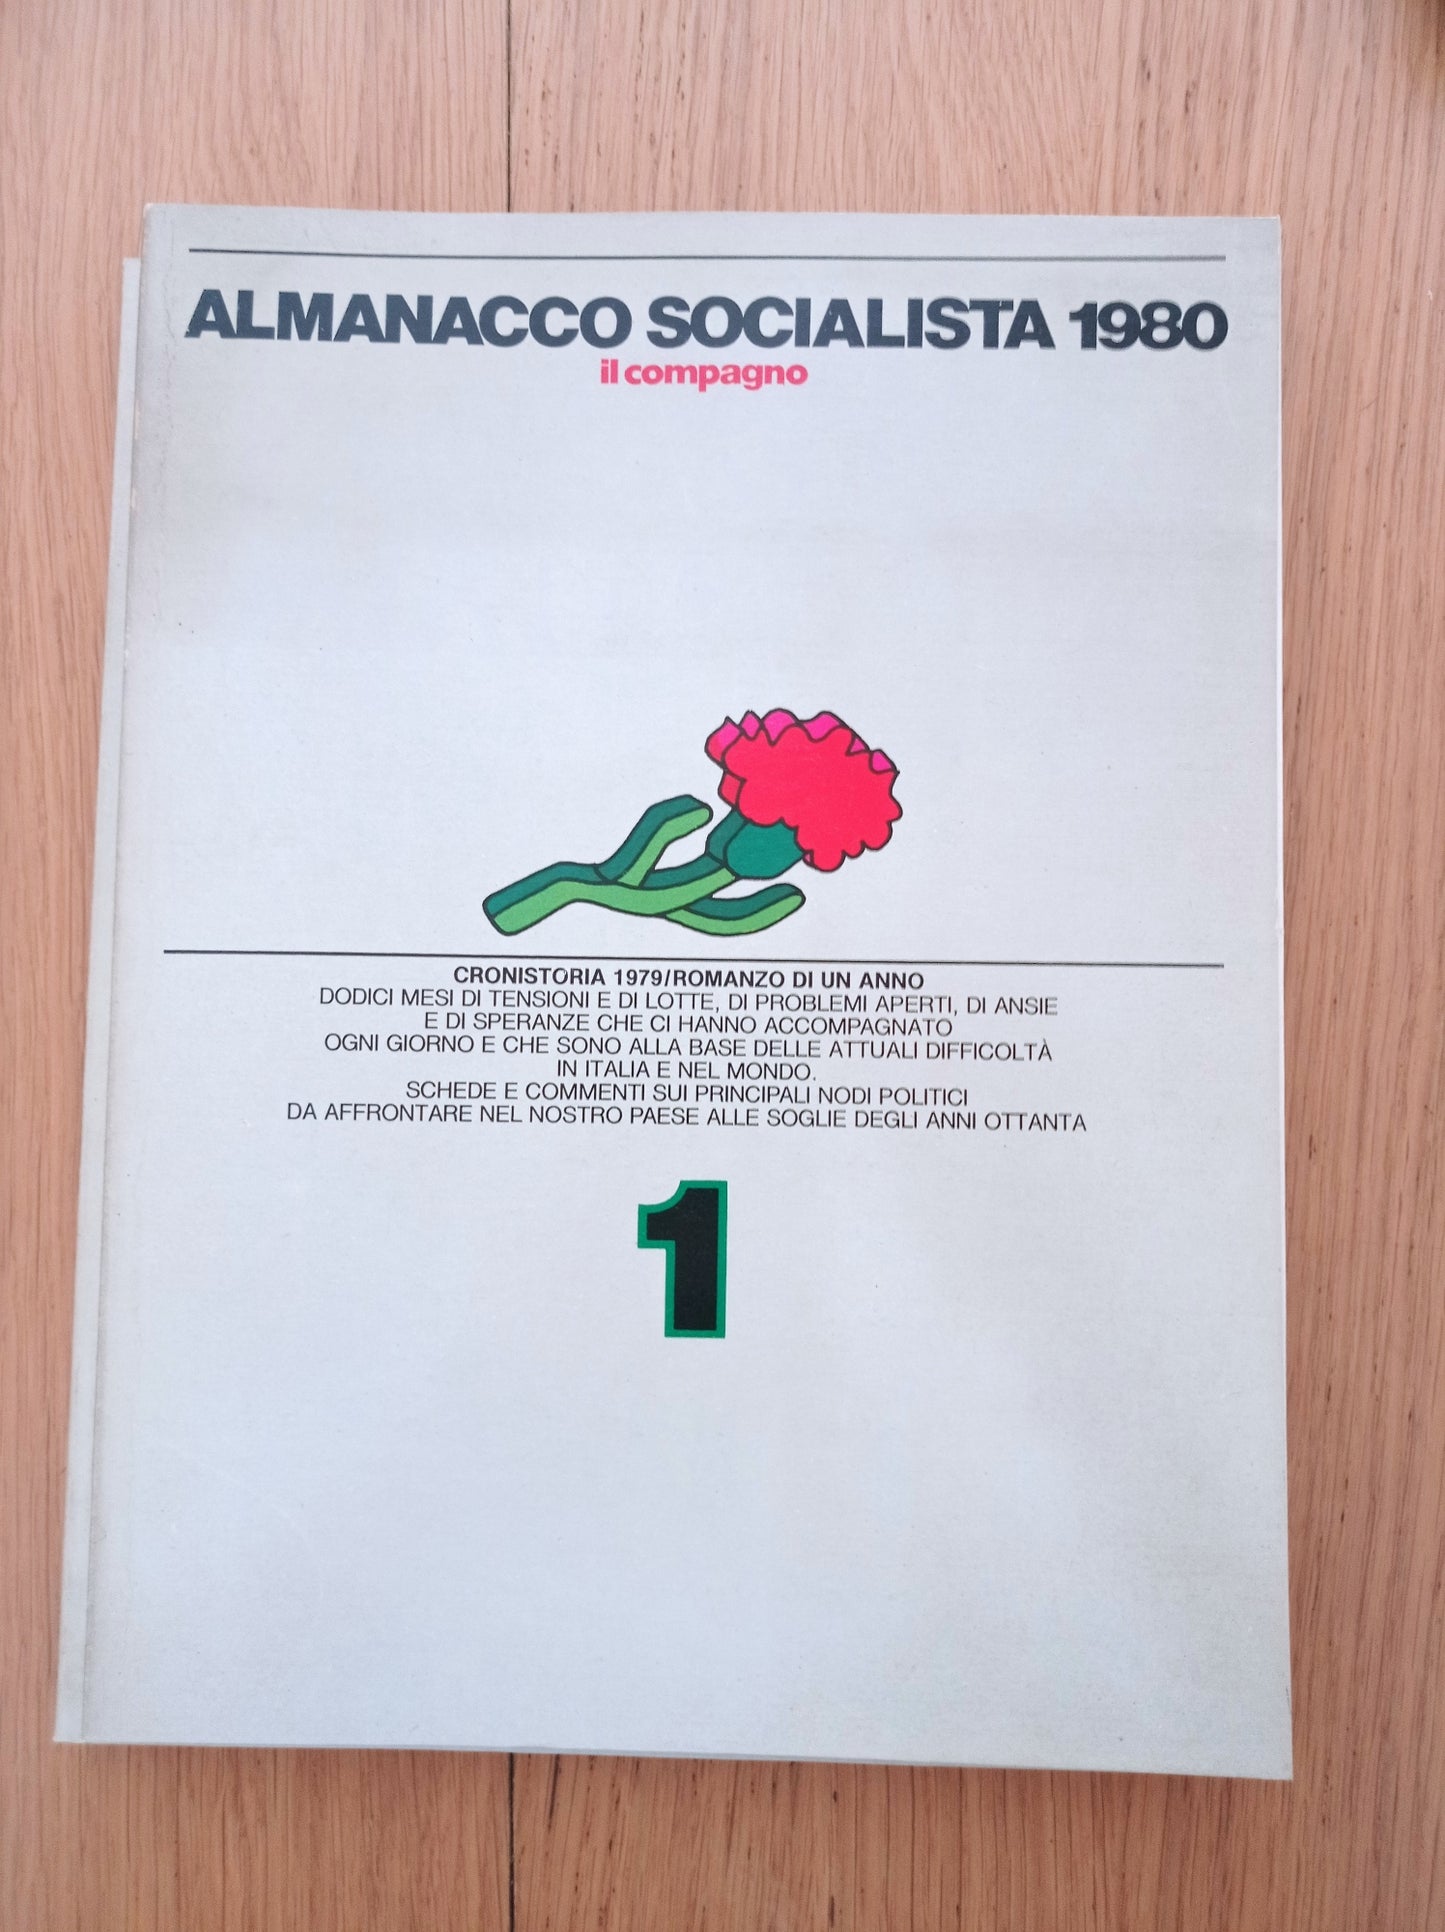 ALMANACCO SOCIALISTA 1980
il compagno
CRONISTORIA 1979/ROMANZO DI UN ANNO
DODICI MESI DI TENSIONI E DI LOTTE, DI PROBLEMI APERTI, DI ANSIE
E DI SPERANZE CHE CI HANNO ACCOMPAGNATO
OGNI GIORNO E CHE SONO ALLA BASE DELLE ATTUALI DIFFICOLTÀ
IN ITALIA E NEL MONDO.
SCHEDE E COMMENTI SUI PRINCIPALI NODI POLITICI
DA AFFRONTARE NEL NOSTRO PAESE ALLE SOGLIE DEGLI ANNI OTTANTA
1